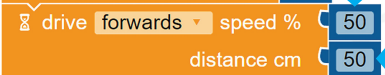 drive forwards speed % 50
distance cm 50